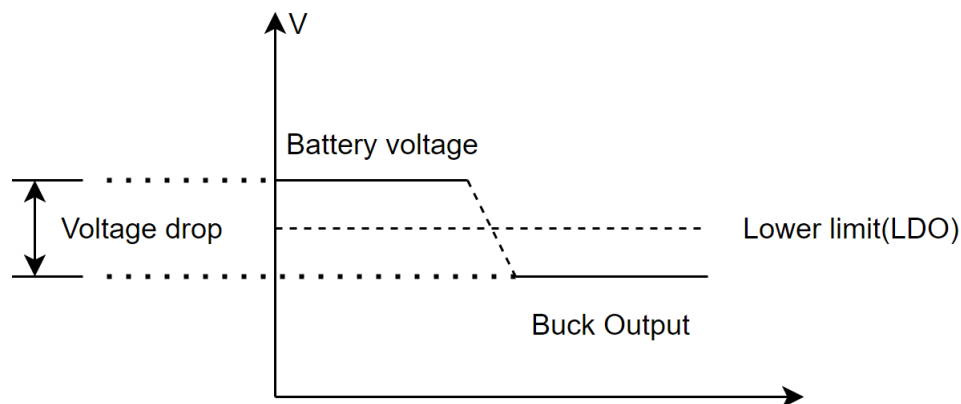 V
Battery voltage
Voltage drop
Lower limit(LDO)
Buck Output